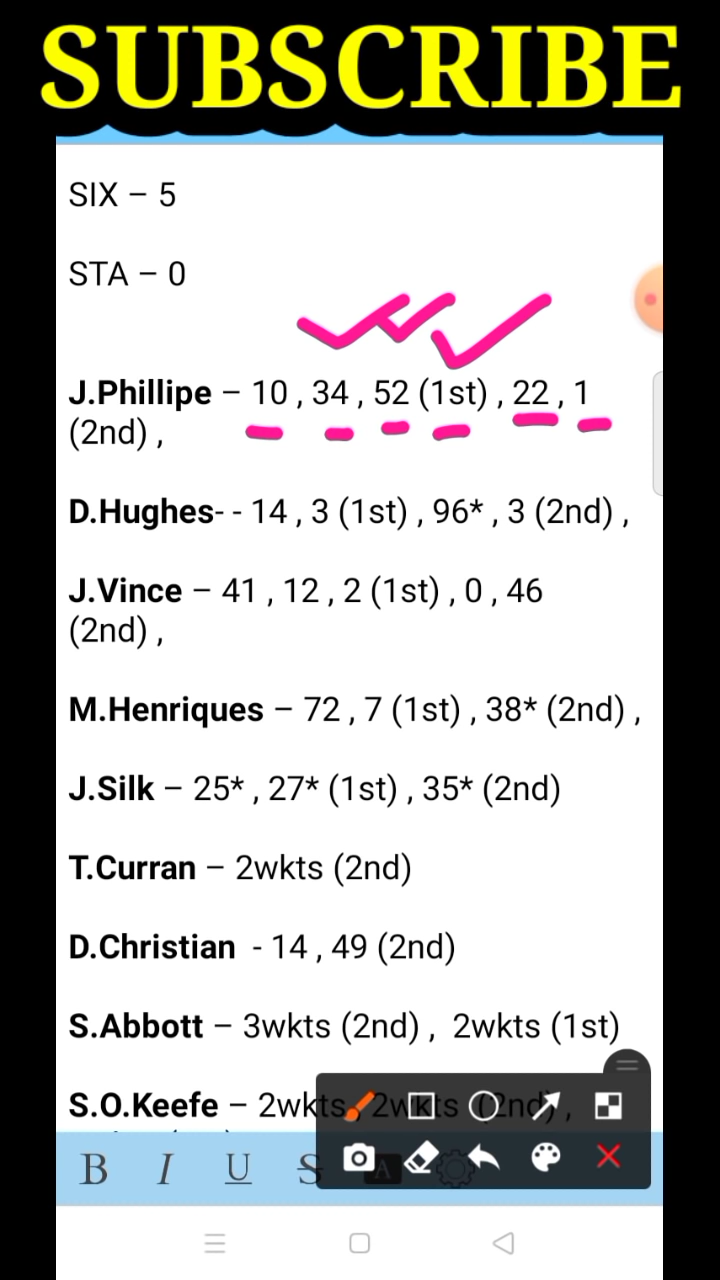 SUBSCRIBE
SIX – 5
STA – 0
J.Phillipe – 10 , 34 , 52 (1st) , 22 , 1
(2nd) ,
D.Hughes- - 14 , 3 (1st) , 96* , 3 (2nd) ,
J.Vince – 41 , 12 , 2 (1st) , 0 , 46
(2nd) ,
M.Henriques – 72 , 7 (1st) , 38* (2nd) ,
J.Silk – 25* , 27* (1st) , 35* (2nd)
T.Curran – 2wkts (2nd)
D.Christian - 14 , 49 (2nd)
S.Abbott – 3wkts (2nd) , 2wkts (1st)
S.O.Keefe – 2wkts, 2wkts (2nd) ,
B I U S A